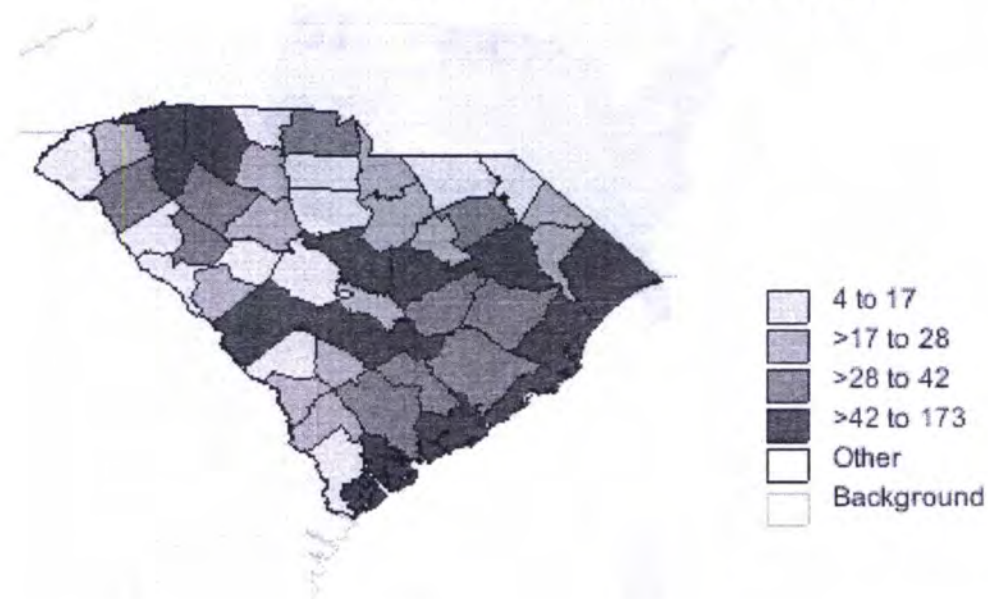 4 to 17
>17 to 28
>28 to 42
>42 to 173
Other
Background